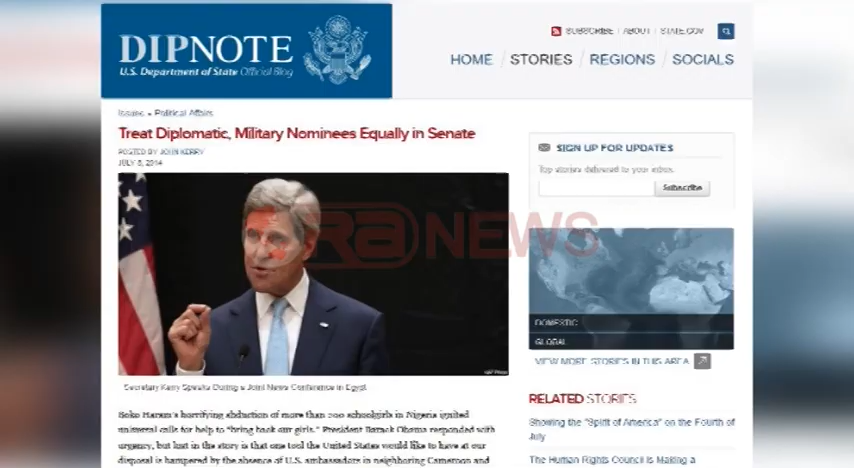 DIPNOTE
U.S. Department of State Official Blog
SUBSCRIBE | ABOUT | STATE.GOV
HOME / STORIES / REGIONS / SOCIALS
Issues » Political Affairs
Treat Diplomatic, Military Nominees Equally in Senate
POSTED BY JOHN KERRY
JULY 8, 2014
ORA NEWS
Secretary Kerry Speaks During a Joint News Conference in Egypt
Boko Haram's horrifying abduction of more than 200 schoolgirls in Nigeria ignited
universal calls for help to "bring back our girls." President Barack Obama responded with
urgency, but lost in the story is that one tool the United States would like to have at our
disposal is hampered by the absence of U.S. ambassadors in neighboring Cameroon and
SIGN UP FOR UPDATES
Top stories delivered to your inbox.
Subscribe
DOMESTIC
GLOBAL
VIEW MORE STORIES IN THIS AREA
RELATED STORIES
Showing the "Spirit of America" on the Fourth of
July
The Human Rights Council is Making a